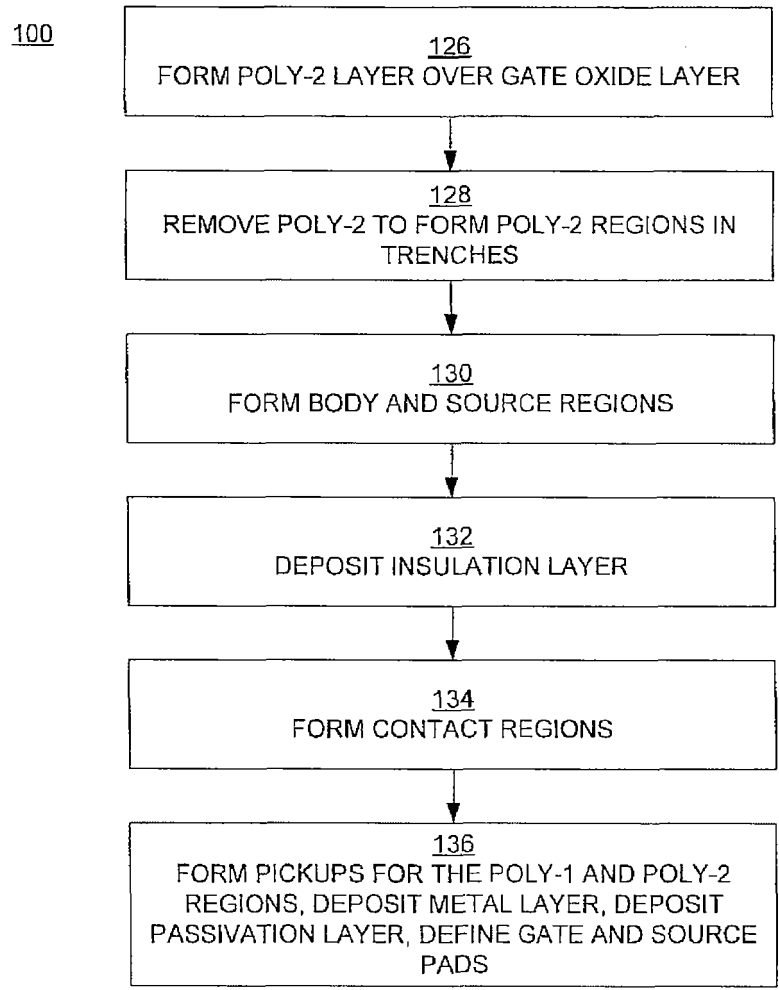 100
126
FORM POLY-2 LAYER OVER GATE OXIDE LAYER
128
REMOVE POLY-2 TO FORM POLY-2 REGIONS IN
TRENCHES
130
FORM BODY AND SOURCE REGIONS
132
DEPOSIT INSULATION LAYER
134
FORM CONTACT REGIONS
136
FORM PICKUPS FOR THE POLY-1 AND POLY-2
REGIONS, DEPOSIT METAL LAYER, DEPOSIT
PASSIVATION LAYER, DEFINE GATE AND SOURCE
PADS